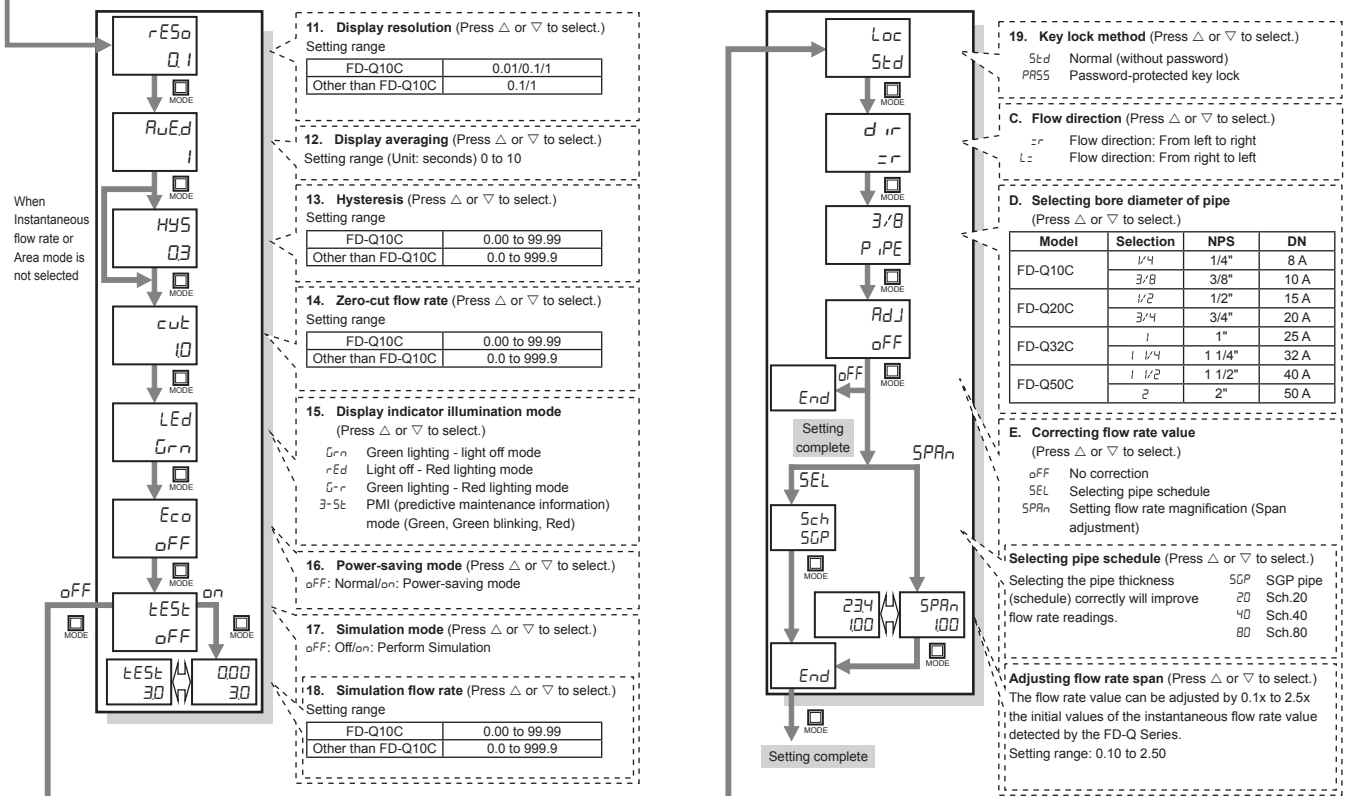 rESo
0.1
MODE
AvE.d
1
MODE
When
Instantaneous
flow rate or
Area mode is
not selected
HYS
0.3
MODE
cut
1.0
MODE
LEd
Grn
MODE
Eco
oFF
MODE
oFF
on
MODE
tESt
oFF
MODE
tESt
3.0
0.00
3.0
11. Display resolution (Press △ or ▽ to select.)
Setting range
FD-Q10C 0.01/0.1/1
Other than FD-Q10C 0.1/1
12. Display averaging (Press △ or ▽ to select.)
Setting range (Unit: seconds) 0 to 10
13. Hysteresis (Press △ or ▽ to select.)
Setting range
FD-Q10C 0.00 to 99.99
Other than FD-Q10C 0.0 to 999.9
14. Zero-cut flow rate (Press △ or ▽ to select.)
Setting range
FD-Q10C 0.00 to 99.99
Other than FD-Q10C 0.0 to 999.9
15. Display indicator illumination mode
(Press △ or ▽ to select.)
Grn Green lighting - light off mode
rEd Light off - Red lighting mode
G-r Green lighting - Red lighting mode
3-St PMI (predictive maintenance information)
mode (Green, Green blinking, Red)
16. Power-saving mode (Press △ or ▽ to select.)
oFF: Normal/on: Power-saving mode
17. Simulation mode (Press △ or ▽ to select.)
oFF: Off/on: Perform Simulation
18. Simulation flow rate (Press △ or ▽ to select.)
Setting range
FD-Q10C 0.00 to 99.99
Other than FD-Q10C 0.0 to 999.9
Loc
Std
MODE
dir
=r
MODE
3/8
PiPE
MODE
AdJ
oFF
MODE
oFF
End
Setting
complete
SPAn
SEL
Sch
SGP
MODE
23.4
1.00
SPAn
1.00
MODE
End
MODE
Setting complete
19. Key lock method (Press △ or ▽ to select.)
Std Normal (without password)
PASS Password-protected key lock
C. Flow direction (Press △ or ▽ to select.)
=r Flow direction: From left to right
L= Flow direction: From right to left
D. Selecting bore diameter of pipe
(Press △ or ▽ to select.)
Model Selection NPS DN
FD-Q10C 1/4 1/4" 8 A
3/8 3/8" 10 A
FD-Q20C 1/2 1/2" 15 A
3/4 3/4" 20 A
FD-Q32C 1 1" 25 A
1 1/4 1 1/4" 32 A
FD-Q50C 1 1/2 1 1/2" 40 A
2 2" 50 A
E. Correcting flow rate value
(Press △ or ▽ to select.)
oFF No correction
SEL Selecting pipe schedule
SPAn Setting flow rate magnification (Span
adjustment)
Selecting pipe schedule (Press △ or ▽ to select.)
Selecting the pipe thickness
(schedule) correctly will improve
flow rate readings.
SGP SGP pipe
20 Sch.20
40 Sch.40
80 Sch.80
Adjusting flow rate span (Press △ or ▽ to select.)
The flow rate value can be adjusted by 0.1x to 2.5x
the initial values of the instantaneous flow rate value
detected by the FD-Q Series.
Setting range: 0.10 to 2.50